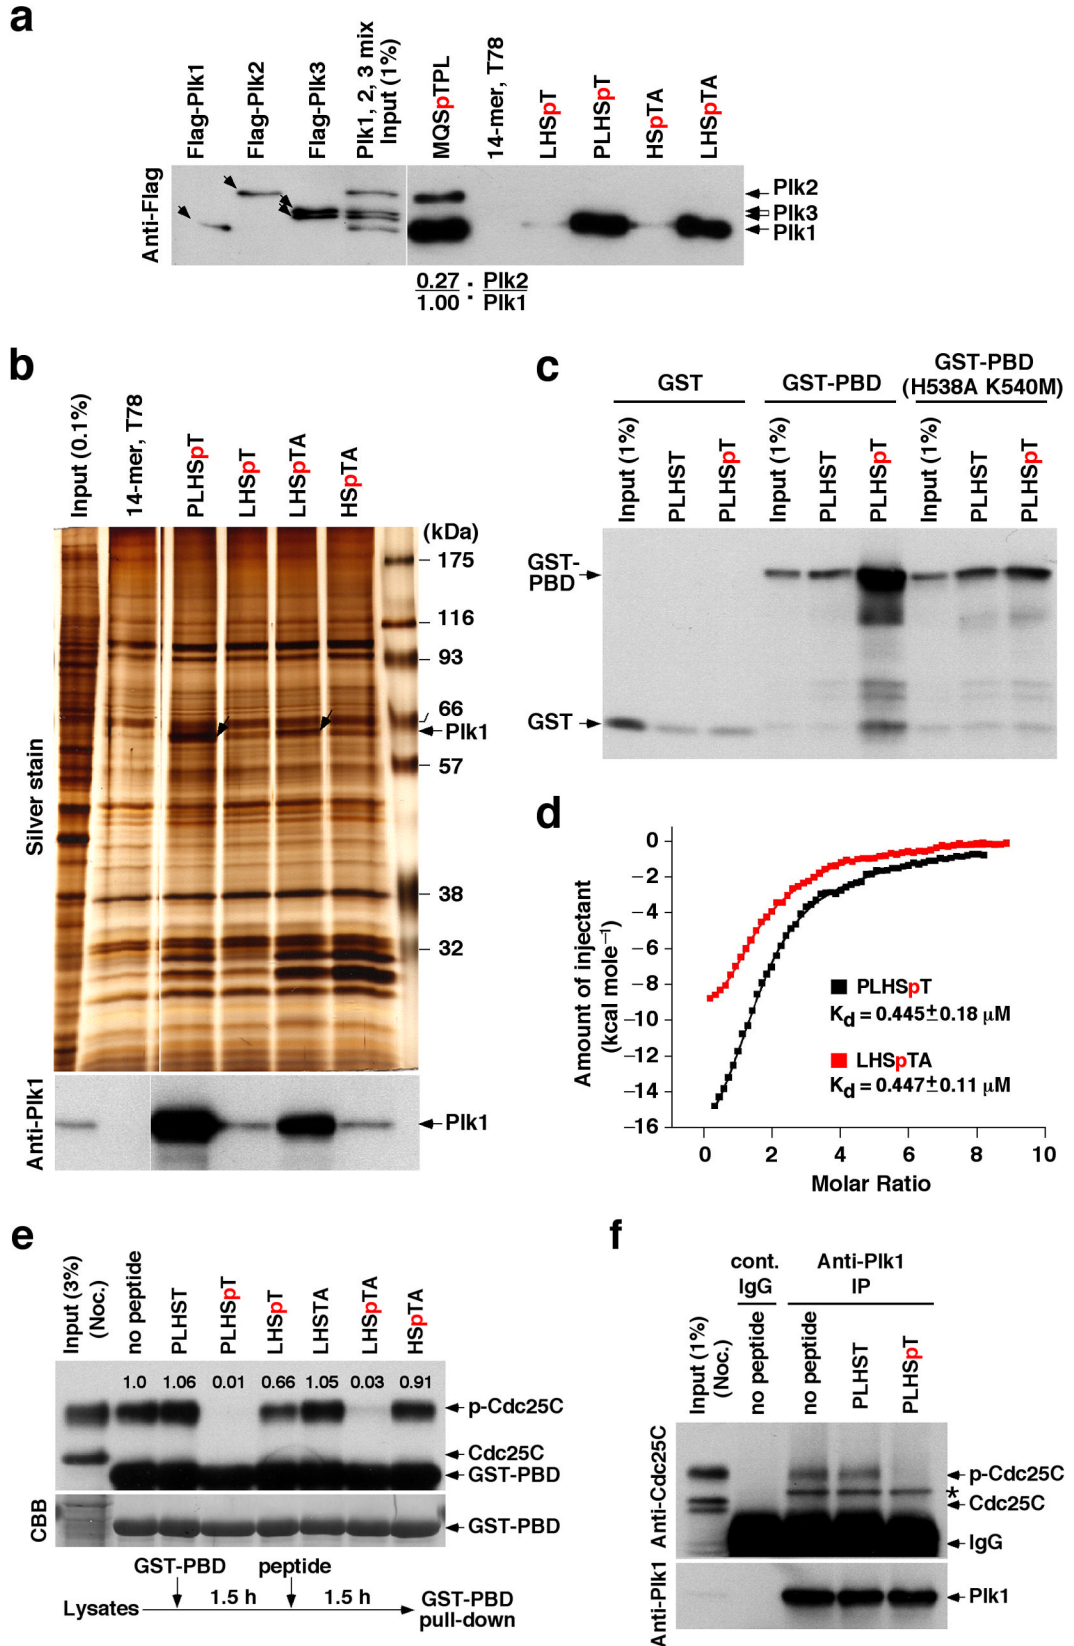 a
Flag-Plk1
Flag-Plk2
Flag-Plk3
Plk1, 2, 3 mix
Input (1%)
MQSpTPL
14-mer, T78
LHSpT
PLHSpT
HSpTA
LHSpTA
Anti-Flag
Plk2
Plk3
Plk1
0.27 : Plk2
1.00 : Plk1
b
Input (0.1%)
14-mer, T78
PLHSpT
LHSpT
LHSpTA
HSpTA
(kDa)
175
116
93
66
Plk1
57
38
32
Silver stain
Anti-Plk1
Plk1
c
GST
GST-PBD
GST-PBD
(H538A K540M)
Input (1%)
PLHST
PLHSpT
Input (1%)
PLHST
PLHSpT
Input (1%)
PLHST
PLHSpT
GST-
PBD
GST
d
0
−2
−4
−6
−8
−10
−12
−14
−16
Amount of injectant
(kcal mole⁻¹)
PLHSpT
Kd = 0.445±0.18 µM
LHSpTA
Kd = 0.447±0.11 µM
0 2 4 6 8 10
Molar Ratio
e
Input (3%)
(Noc.)
no peptide
PLHST
PLHSpT
LHSpT
LHSTA
LHSpTA
HSpTA
1.0 1.06 0.01 0.66 1.05 0.03 0.91
p-Cdc25C
Cdc25C
GST-PBD
CBB
GST-PBD
GST-PBD peptide
Lysates 1.5 h 1.5 h GST-PBD
pull-down
f
cont.
IgG
Anti-Plk1
IP
Input (1%)
(Noc.)
no peptide
no peptide
PLHST
PLHSpT
Anti-Cdc25C
p-Cdc25C
*
Cdc25C
IgG
Anti-Plk1
Plk1